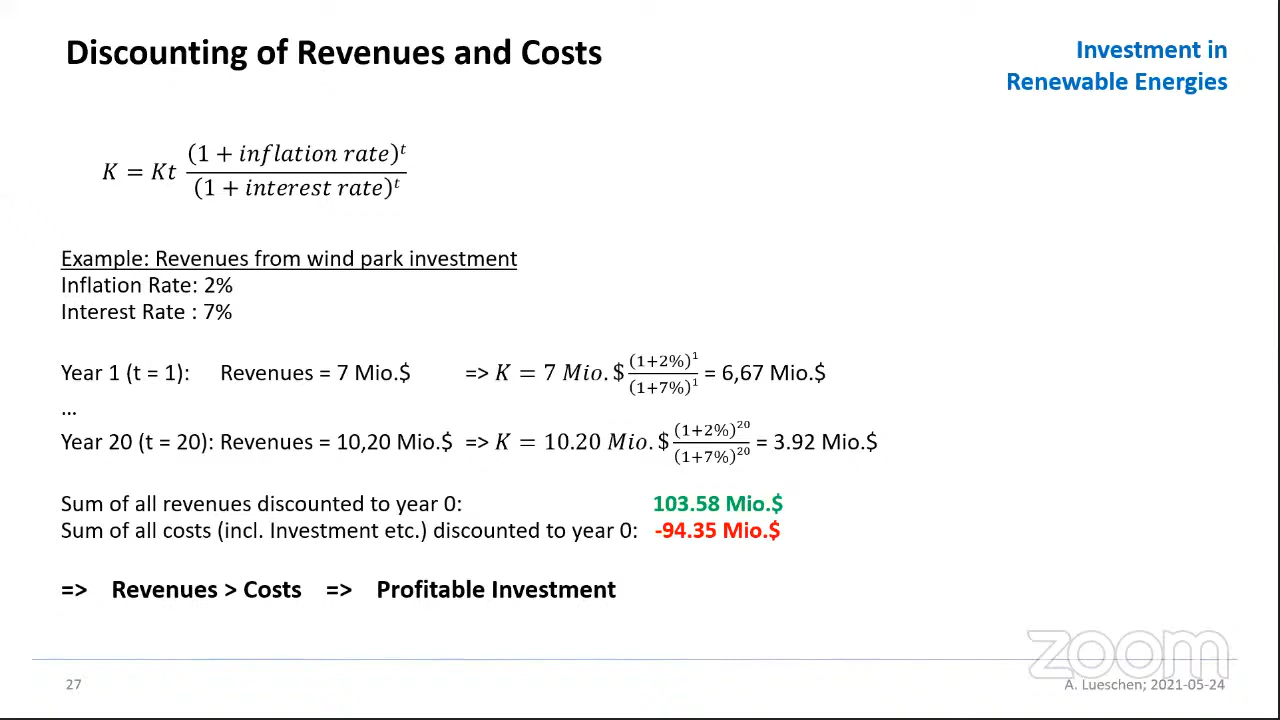 Discounting of Revenues and Costs
Investment in
Renewable Energies
K = Kt (1 + inflation rate)^t / (1 + interest rate)^t
Example: Revenues from wind park investment
Inflation Rate: 2%
Interest Rate : 7%
Year 1 (t = 1): Revenues = 7 Mio.$ => K = 7 Mio.$ (1+2%)^1 / (1+7%)^1 = 6,67 Mio.$
...
Year 20 (t = 20): Revenues = 10,20 Mio.$ => K = 10.20 Mio.$ (1+2%)^20 / (1+7%)^20 = 3.92 Mio.$
Sum of all revenues discounted to year 0: 103.58 Mio.$
Sum of all costs (incl. Investment etc.) discounted to year 0: -94.35 Mio.$
=> Revenues > Costs => Profitable Investment
zoom
27
A. Lueschen; 2021-05-24